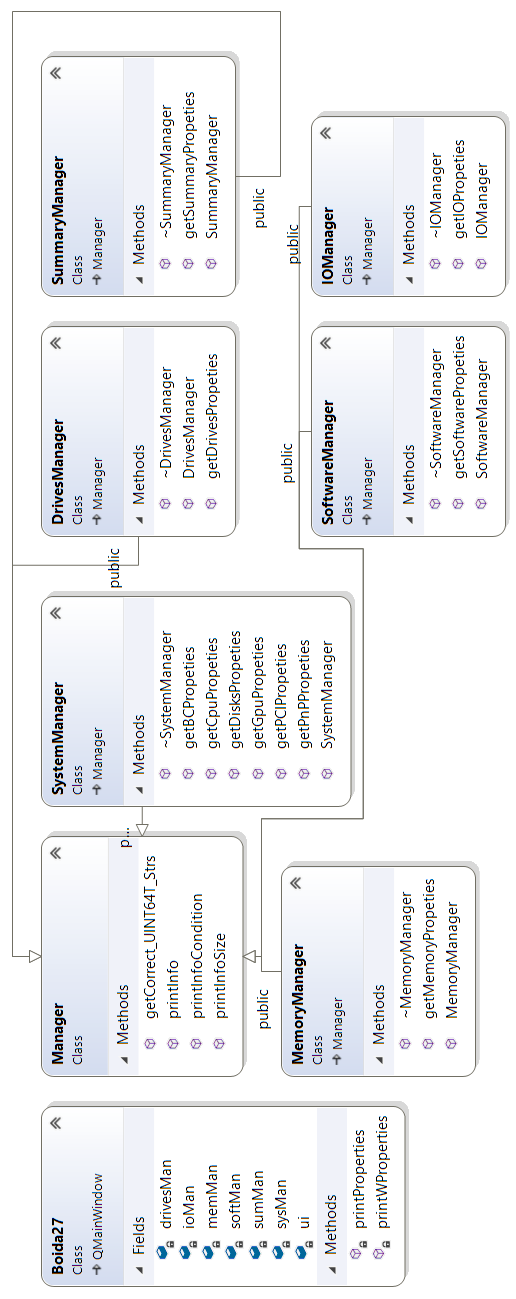 Boida27
Class
QMainWindow
Fields
drivesMan
ioMan
memMan
softMan
sumMan
sysMan
ui
Methods
printProperties
printWProperties
Manager
Class
Methods
getCorrect_UINT64T_Strs
printInfo
printInfoCondition
printInfoSize
p...
SystemManager
Class
Manager
Methods
~SystemManager
getBCPropeties
getCpuPropeties
getDisksPropeties
getGpuPropeties
getPCIPropeties
getPnPPropeties
SystemManager
public
DrivesManager
Class
Manager
Methods
~DrivesManager
DrivesManager
getDrivesPropeties
SummaryManager
Class
Manager
Methods
~SummaryManager
getSummaryPropeties
SummaryManager
public
MemoryManager
Class
Manager
Methods
~MemoryManager
getMemoryPropeties
MemoryManager
public
SoftwareManager
Class
Manager
Methods
~SoftwareManager
getSoftwarePropeties
SoftwareManager
public
IOManager
Class
Manager
Methods
~IOManager
getIOPropeties
IOManager
public